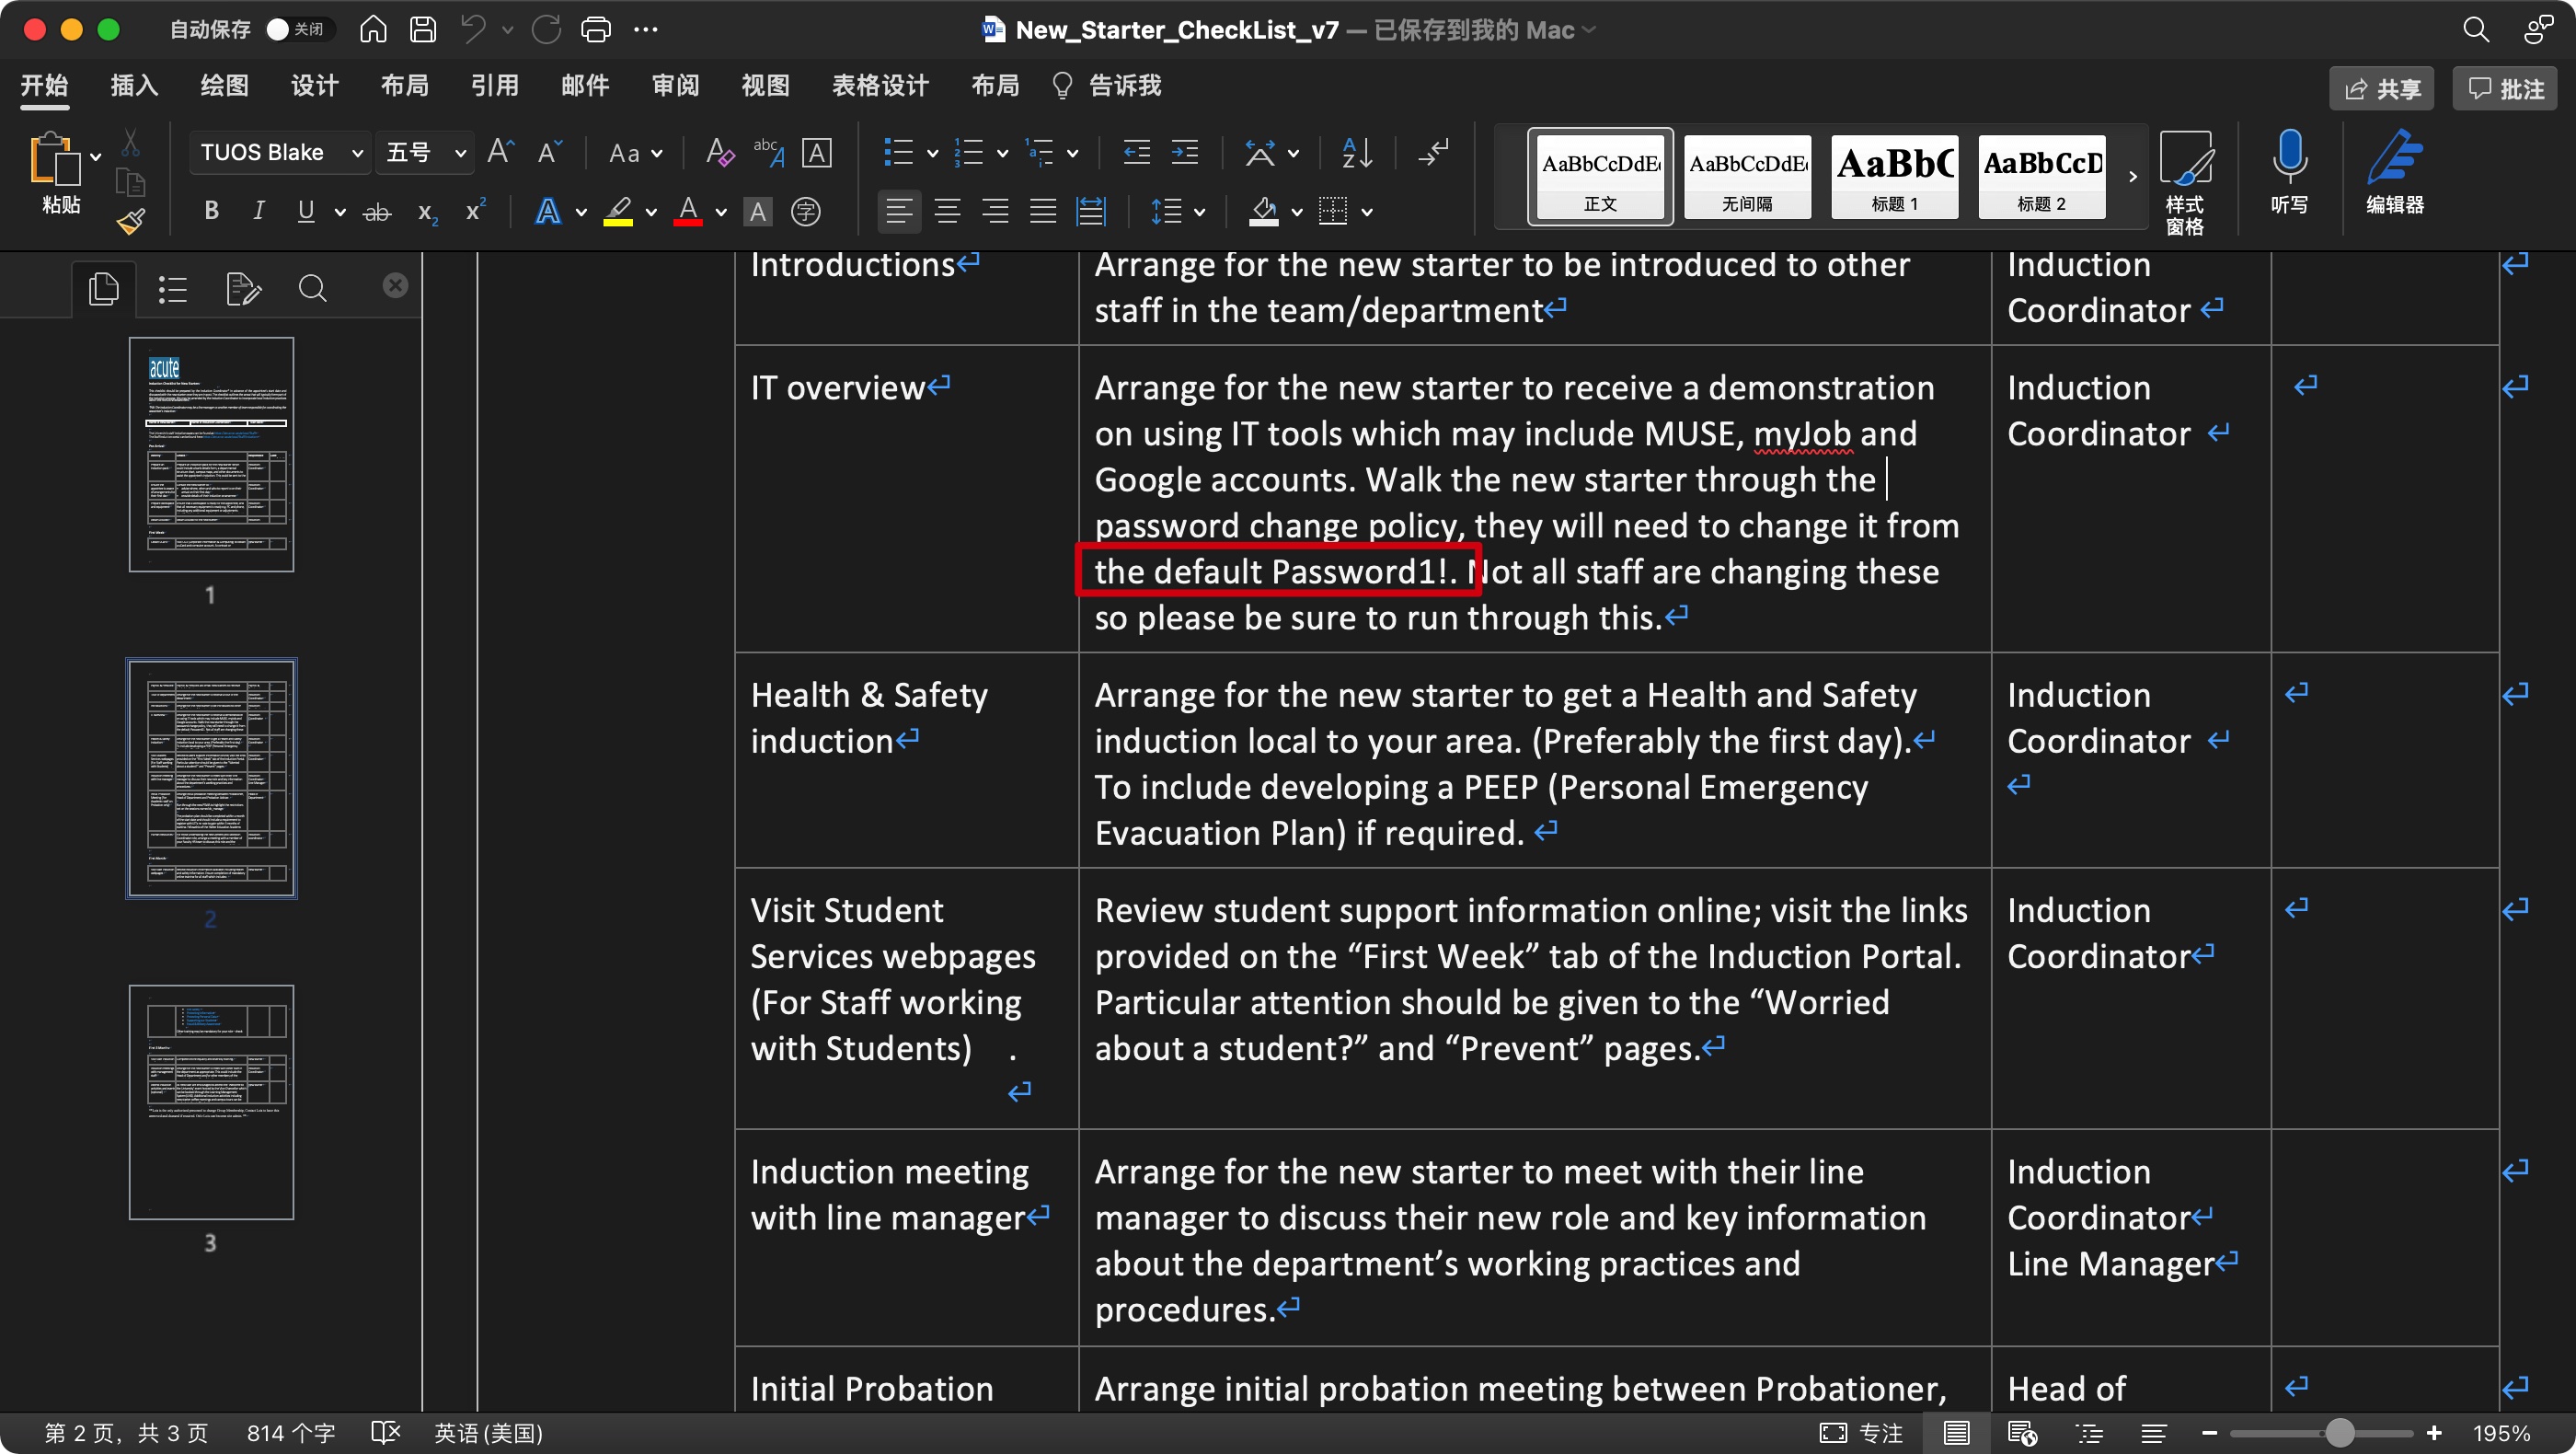 自动保存 关闭
New_Starter_CheckList_v7 — 已保存到我的 Mac
开始 插入 绘图 设计 布局 引用 邮件 审阅 视图 表格设计 布局 告诉我
共享 批注
粘贴
TUOS Blake 五号
AaBbCcDdEe 正文
AaBbCcDdEe 无间隔
AaBbC 标题 1
AaBbCcD 标题 2
样式
窗格
听写
编辑器
acute
1
2
3
Introductions
Arrange for the new starter to be introduced to other
staff in the team/department
Induction
Coordinator
IT overview
Arrange for the new starter to receive a demonstration
on using IT tools which may include MUSE, myJob and
Google accounts. Walk the new starter through the
password change policy, they will need to change it from
the default Password1!. Not all staff are changing these
so please be sure to run through this.
Induction
Coordinator
Health & Safety
induction
Arrange for the new starter to get a Health and Safety
induction local to your area. (Preferably the first day).
To include developing a PEEP (Personal Emergency
Evacuation Plan) if required.
Induction
Coordinator
Visit Student
Services webpages
(For Staff working
with Students) .
Review student support information online; visit the links
provided on the “First Week” tab of the Induction Portal.
Particular attention should be given to the “Worried
about a student?” and “Prevent” pages.
Induction
Coordinator
Induction meeting
with line manager
Arrange for the new starter to meet with their line
manager to discuss their new role and key information
about the department’s working practices and
procedures.
Induction
Coordinator
Line Manager
Initial Probation
Arrange initial probation meeting between Probationer,
Head of
第 2 页，共 3 页 814 个字 英语(美国)
专注 195%